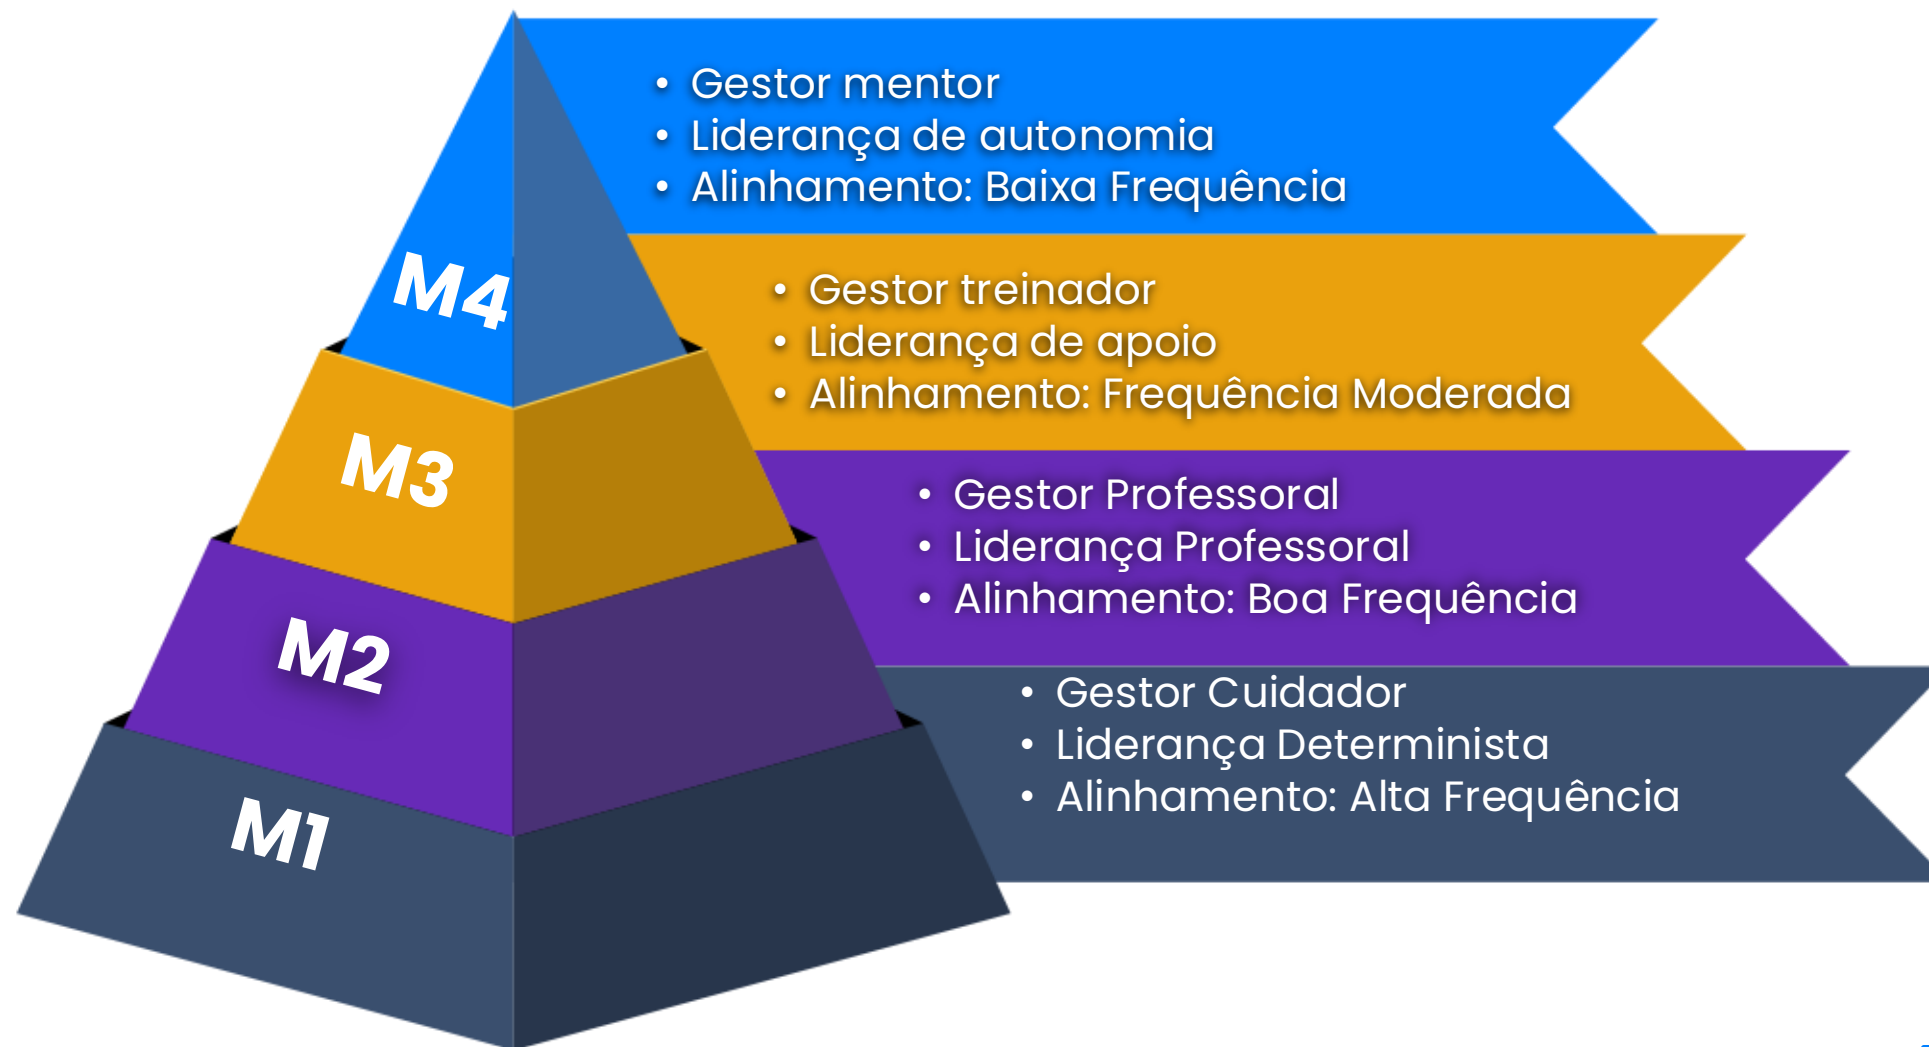 • Gestor mentor
• Liderança de autonomia
• Alinhamento: Baixa Frequência
M4
• Gestor treinador
• Liderança de apoio
• Alinhamento: Frequência Moderada
M3
• Gestor Professoral
• Liderança Professoral
• Alinhamento: Boa Frequência
M2
• Gestor Cuidador
• Liderança Determinista
• Alinhamento: Alta Frequência
M1